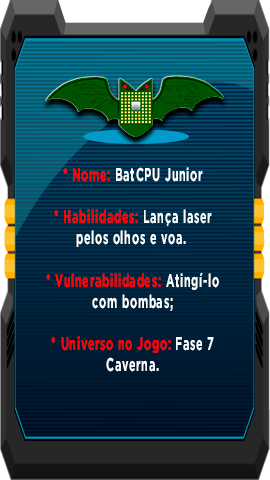 * Nome: BatCPU Junior
* Habilidades: Lança laser
pelos olhos e voa.
* Vulnerabilidades: Atingí-lo
com bombas;
* Universo no Jogo: Fase 7
Caverna.